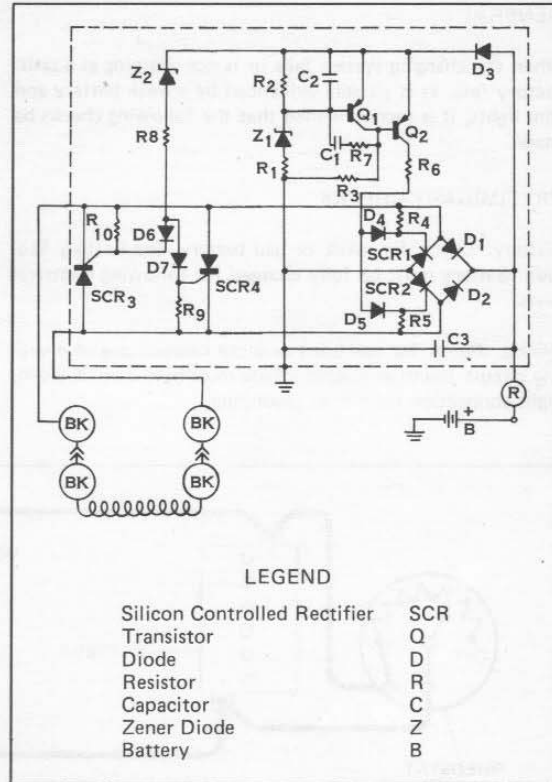 Z2
R8
R2
C2
Q1
Q2
D3
Z1
C1
R7
R1
R3
R6
R
10
D6
D7
SCR3
SCR4
R9
D4
R4
SCR1
D1
SCR2
D2
D5
R5
C3
R
+
B
BK
BK
BK
BK
LEGEND
Silicon Controlled Rectifier SCR
Transistor Q
Diode D
Resistor R
Capacitor C
Zener Diode Z
Battery B